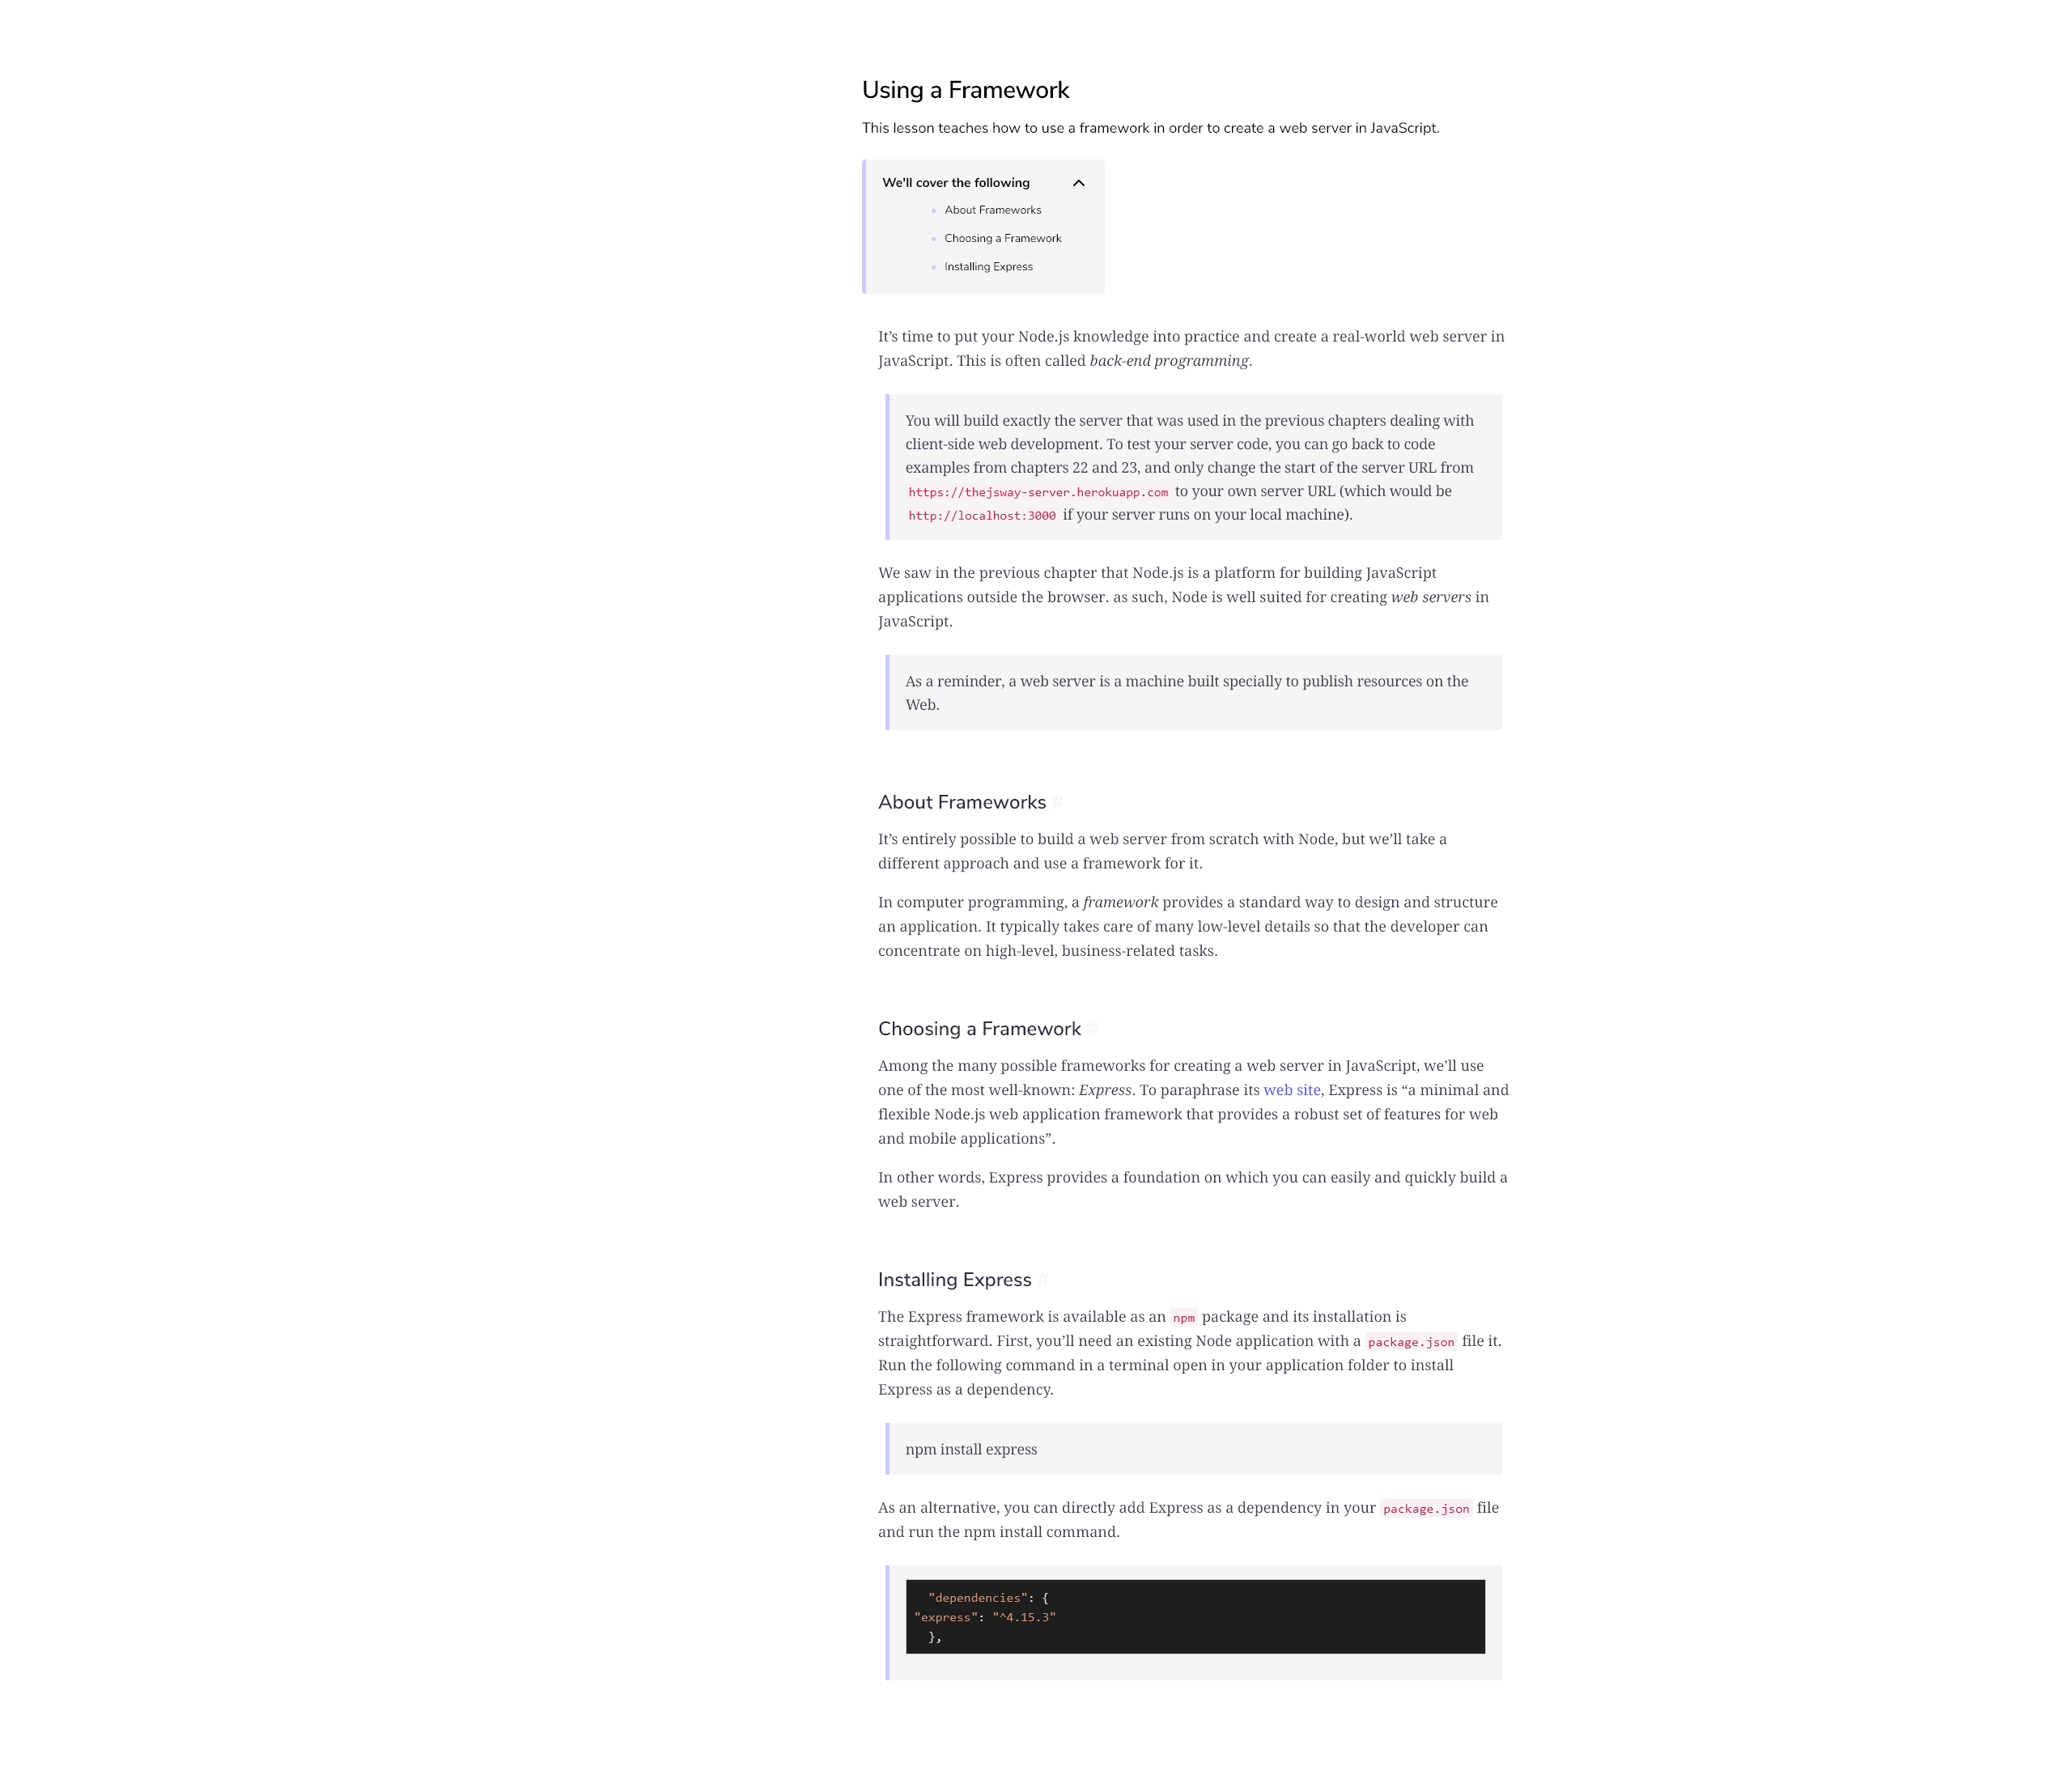 Using a Framework
This lesson teaches how to use a framework in order to create a web server in JavaScript.
We'll cover the following
About Frameworks
Choosing a Framework
Installing Express
It’s time to put your Node.js knowledge into practice and create a real-world web server in
JavaScript. This is often called back-end programming.
You will build exactly the server that was used in the previous chapters dealing with
client-side web development. To test your server code, you can go back to code
examples from chapters 22 and 23, and only change the start of the server URL from
https://thejsway-server.herokuapp.com to your own server URL (which would be
http://localhost:3000 if your server runs on your local machine).
We saw in the previous chapter that Node.js is a platform for building JavaScript
applications outside the browser. as such, Node is well suited for creating web servers in
JavaScript.
As a reminder, a web server is a machine built specially to publish resources on the
Web.
About Frameworks #
It’s entirely possible to build a web server from scratch with Node, but we’ll take a
different approach and use a framework for it.
In computer programming, a framework provides a standard way to design and structure
an application. It typically takes care of many low-level details so that the developer can
concentrate on high-level, business-related tasks.
Choosing a Framework #
Among the many possible frameworks for creating a web server in JavaScript, we’ll use
one of the most well-known: Express. To paraphrase its web site, Express is “a minimal and
flexible Node.js web application framework that provides a robust set of features for web
and mobile applications”.
In other words, Express provides a foundation on which you can easily and quickly build a
web server.
Installing Express #
The Express framework is available as an npm package and its installation is
straightforward. First, you’ll need an existing Node application with a package.json file it.
Run the following command in a terminal open in your application folder to install
Express as a dependency.
npm install express
As an alternative, you can directly add Express as a dependency in your package.json file
and run the npm install command.
"dependencies": {
"express": "^4.15.3"
},